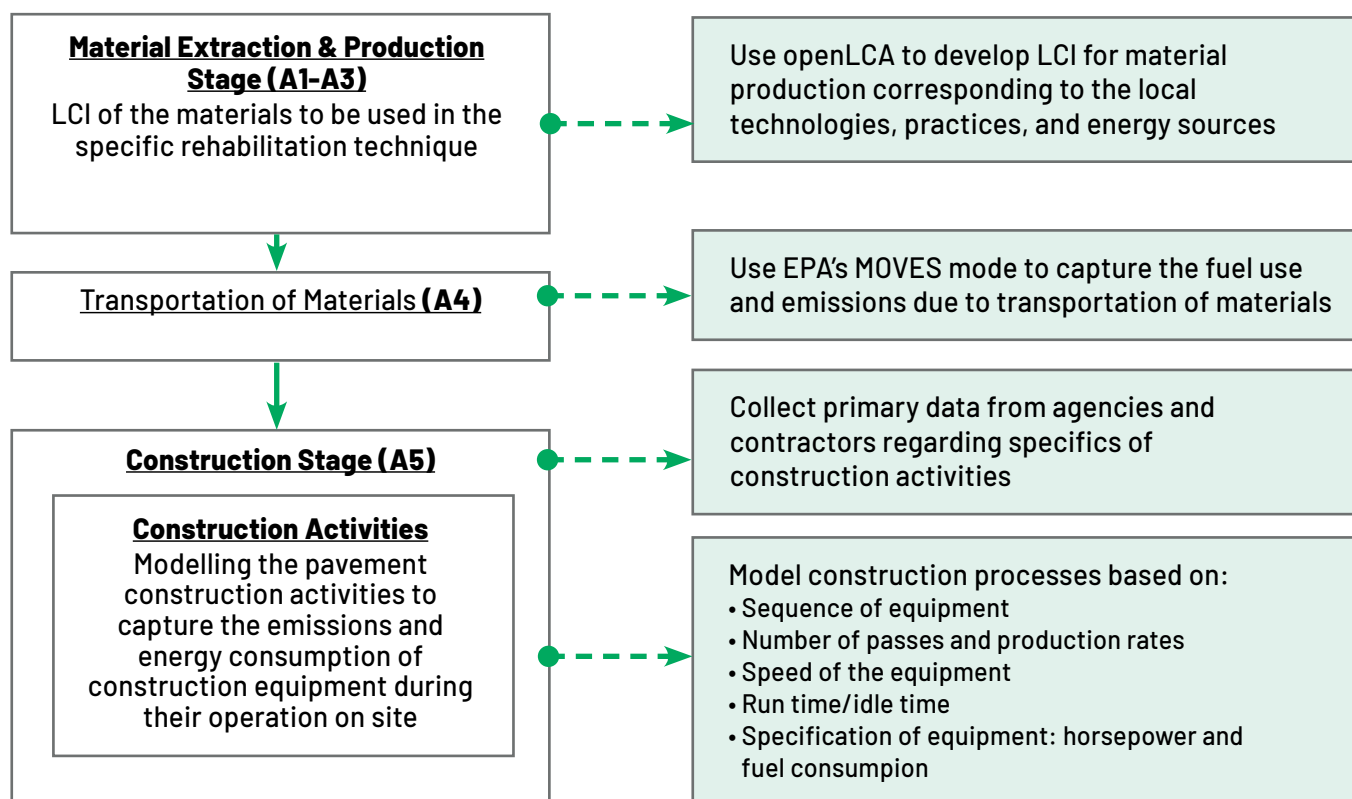 Material Extraction & Production
Stage (A1-A3)
LCI of the materials to be used in the
specific rehabilitation technique
Use openLCA to develop LCI for material
production corresponding to the local
technologies, practices, and energy sources
Transportation of Materials (A4)
Use EPA's MOVES mode to capture the fuel use
and emissions due to transportation of materials
Construction Stage (A5)
Collect primary data from agencies and
contractors regarding specifics of
construction activities
Construction Activities
Modelling the pavement
construction activities to
capture the emissions and
energy consumption of
construction equipment during
their operation on site
Model construction processes based on:
• Sequence of equipment
• Number of passes and production rates
• Speed of the equipment
• Run time/idle time
• Specification of equipment: horsepower and
fuel consumpion